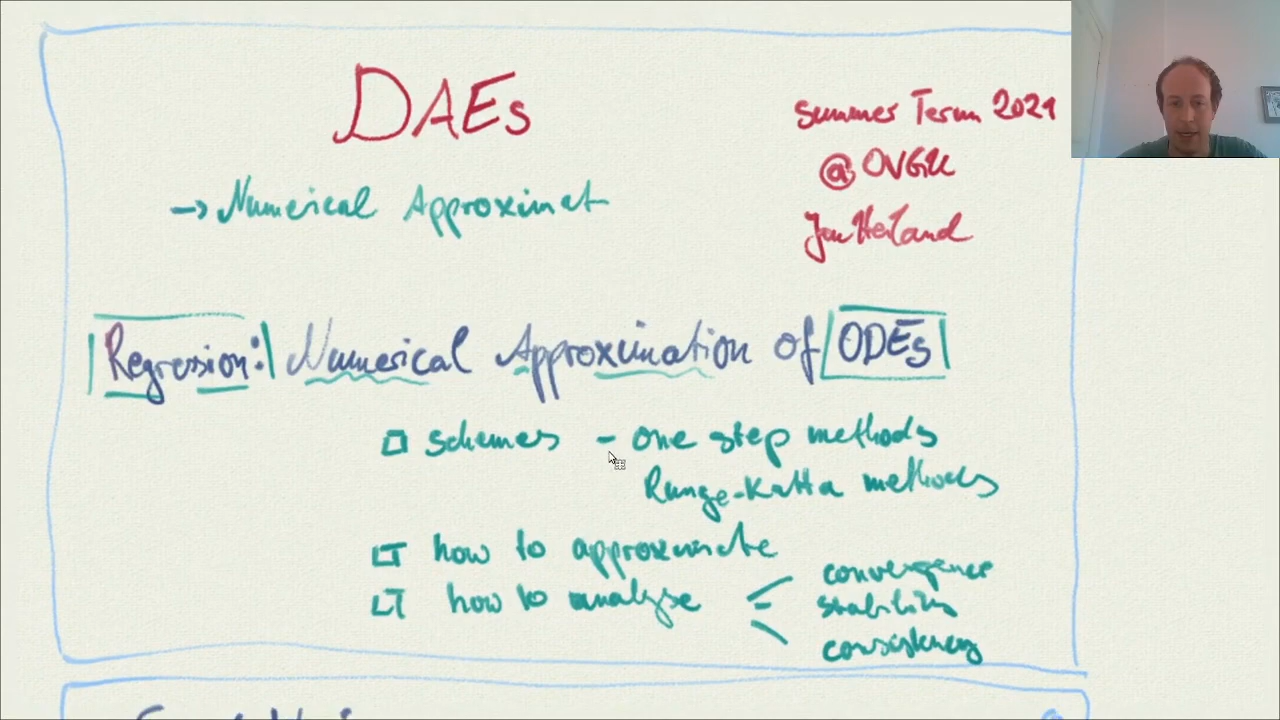 DAEs
Summer Term 2021
@ OVGU
Jan Heiland
→ Numerical Approximat
Regression: Numerical Approximation of ODEs
□ schemes - one step methods
Runge-Kutta methods
□ how to approximate
□ how to analyse
convergence
stability
consistency